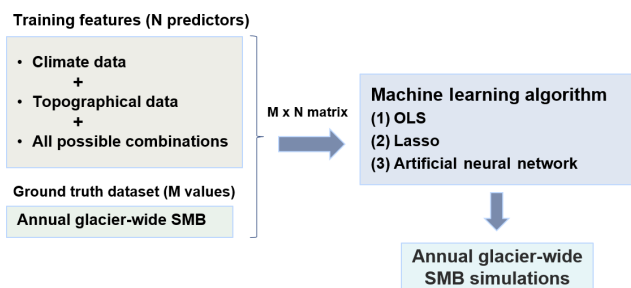 Training features (N predictors)
• Climate data
+
• Topographical data
+
• All possible combinations
Ground truth dataset (M values)
Annual glacier-wide SMB
M x N matrix
Machine learning algorithm
(1) OLS
(2) Lasso
(3) Artificial neural network
Annual glacier-wide
SMB simulations